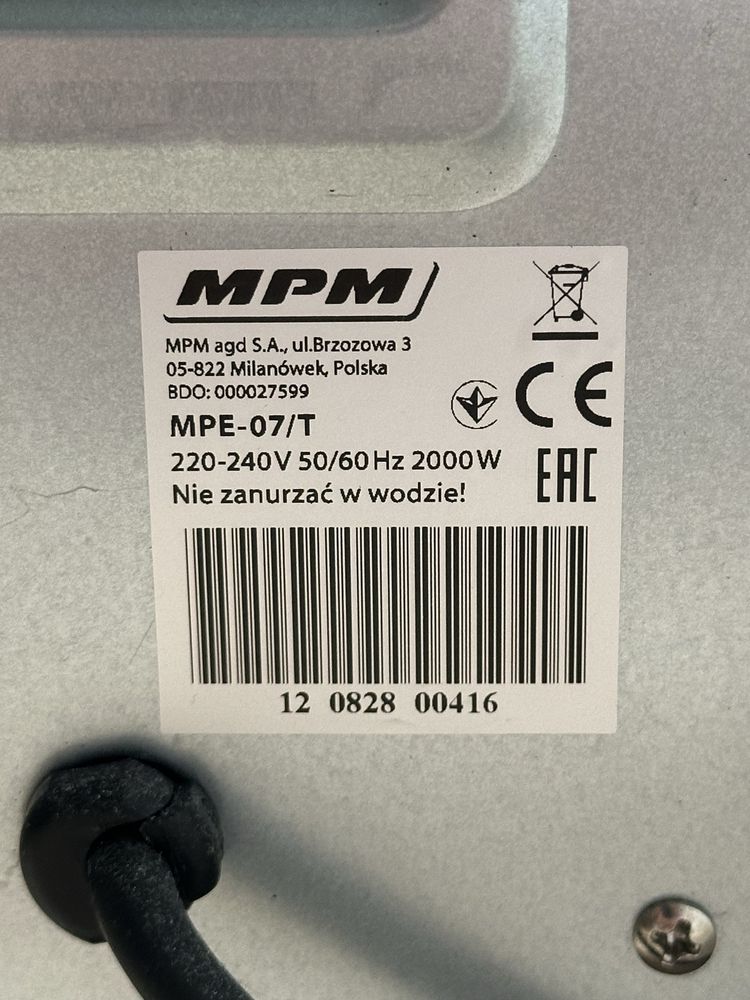 MPM
MPM agd S.A., ul.Brzozowa 3
05-822 Milanówek, Polska
BDO: 000027599
CE
MPE-07/T
220-240V 50/60Hz 2000W
EAC
Nie zanurzać w wodzie!
12 0828 00416